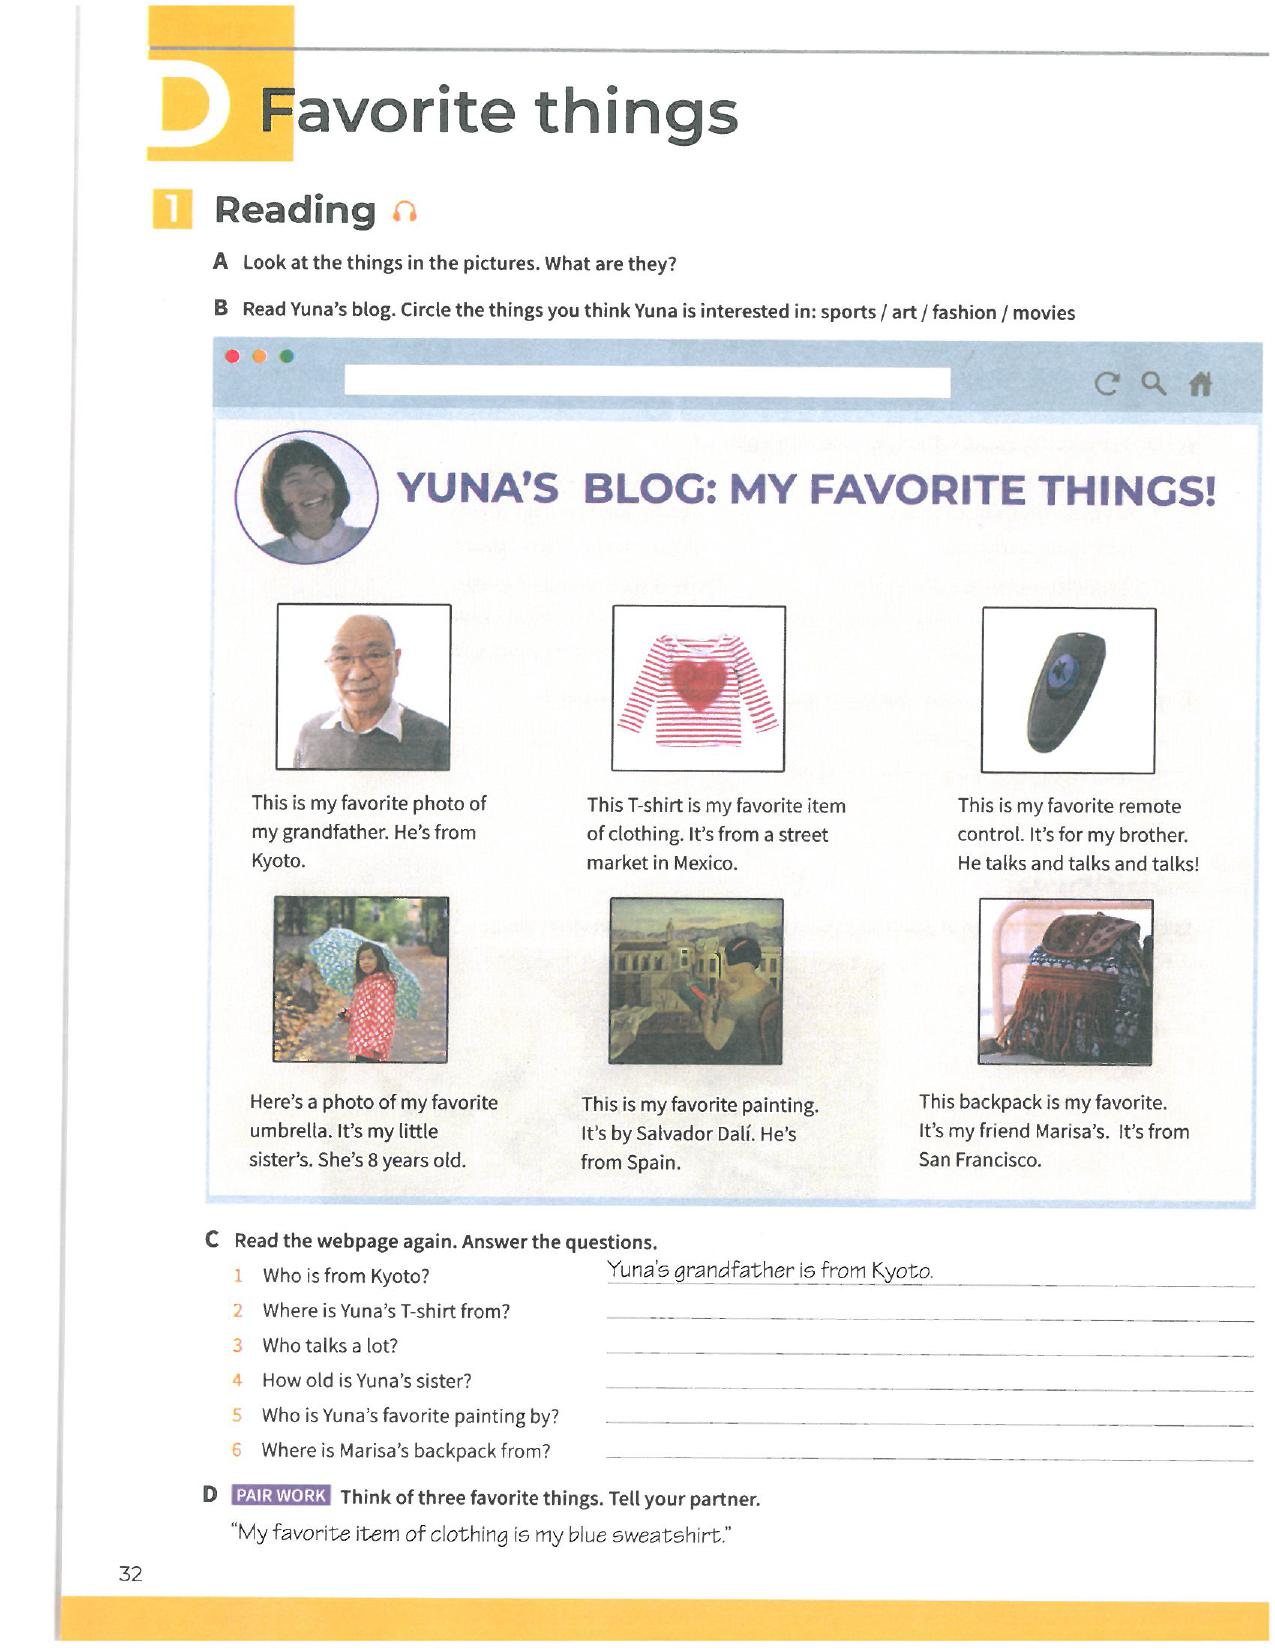 D Favorite things
1 Reading
A Look at the things in the pictures. What are they?
B Read Yuna's blog. Circle the things you think Yuna is interested in: sports / art / fashion / movies
YUNA'S BLOG: MY FAVORITE THINGS!
This is my favorite photo of
my grandfather. He's from
Kyoto.
This T-shirt is my favorite item
of clothing. It's from a street
market in Mexico.
This is my favorite remote
control. It's for my brother.
He talks and talks and talks!
Here's a photo of my favorite
umbrella. It's my little
sister's. She's 8 years old.
This is my favorite painting.
It's by Salvador Dalí. He's
from Spain.
This backpack is my favorite.
It's my friend Marisa's. It's from
San Francisco.
C Read the webpage again. Answer the questions.
1 Who is from Kyoto? Yuna's grandfather is from Kyoto.
2 Where is Yuna's T-shirt from?
3 Who talks a lot?
4 How old is Yuna's sister?
5 Who is Yuna's favorite painting by?
6 Where is Marisa's backpack from?
D PAIR WORK Think of three favorite things. Tell your partner.
"My favorite item of clothing is my blue sweatshirt."
32